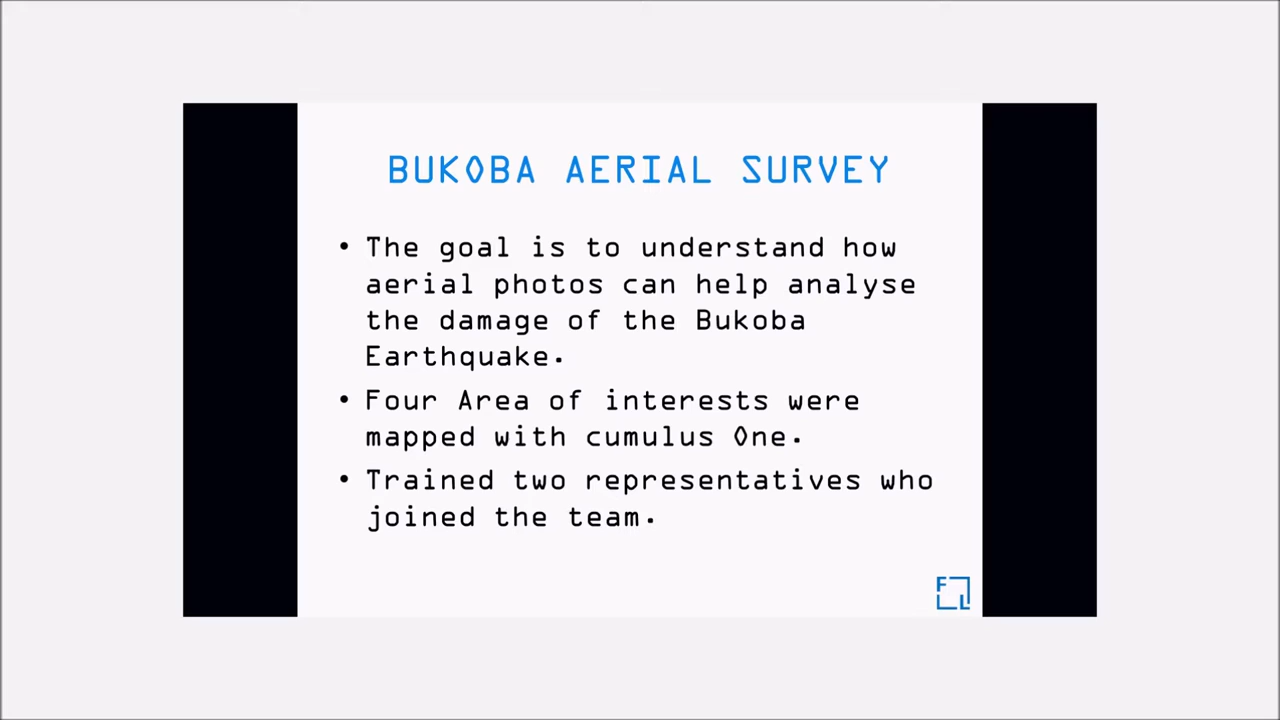 BUKOBA AERIAL SURVEY
• The goal is to understand how
aerial photos can help analyse
the damage of the Bukoba
Earthquake.
• Four Area of interests were
mapped with cumulus One.
• Trained two representatives who
joined the team.
F
L